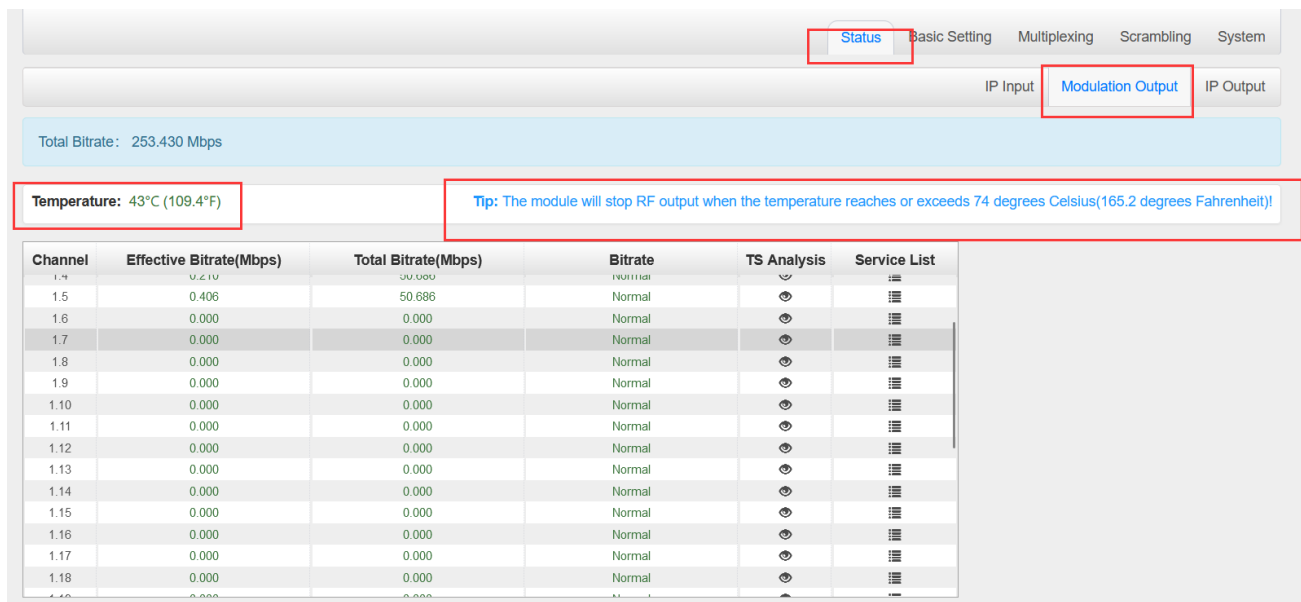 Status Basic Setting Multiplexing Scrambling System
IP Input Modulation Output IP Output
Total Bitrate: 253.430 Mbps
Temperature: 43°C (109.4°F) Tip: The module will stop RF output when the temperature reaches or exceeds 74 degrees Celsius(165.2 degrees Fahrenheit)!
Channel Effective Bitrate(Mbps) Total Bitrate(Mbps) Bitrate TS Analysis Service List
1.4 0.210 50.686 Normal
1.5 0.406 50.686 Normal
1.6 0.000 0.000 Normal
1.7 0.000 0.000 Normal
1.8 0.000 0.000 Normal
1.9 0.000 0.000 Normal
1.10 0.000 0.000 Normal
1.11 0.000 0.000 Normal
1.12 0.000 0.000 Normal
1.13 0.000 0.000 Normal
1.14 0.000 0.000 Normal
1.15 0.000 0.000 Normal
1.16 0.000 0.000 Normal
1.17 0.000 0.000 Normal
1.18 0.000 0.000 Normal